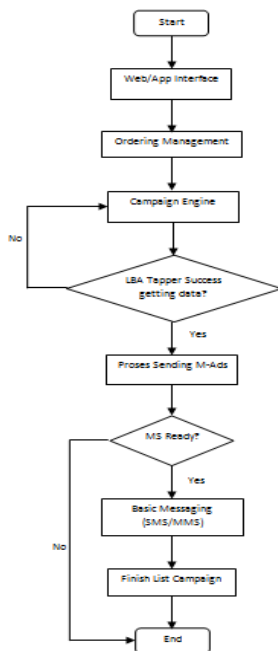 Start
Web/App Interface
Ordering Management
Campaign Engine
No
LBA Tapper Success
getting data?
Yes
Proses Sending M-Ads
MS Ready?
Yes
Basic Messaging
(SMS/MMS)
No
Finish List Campaign
End